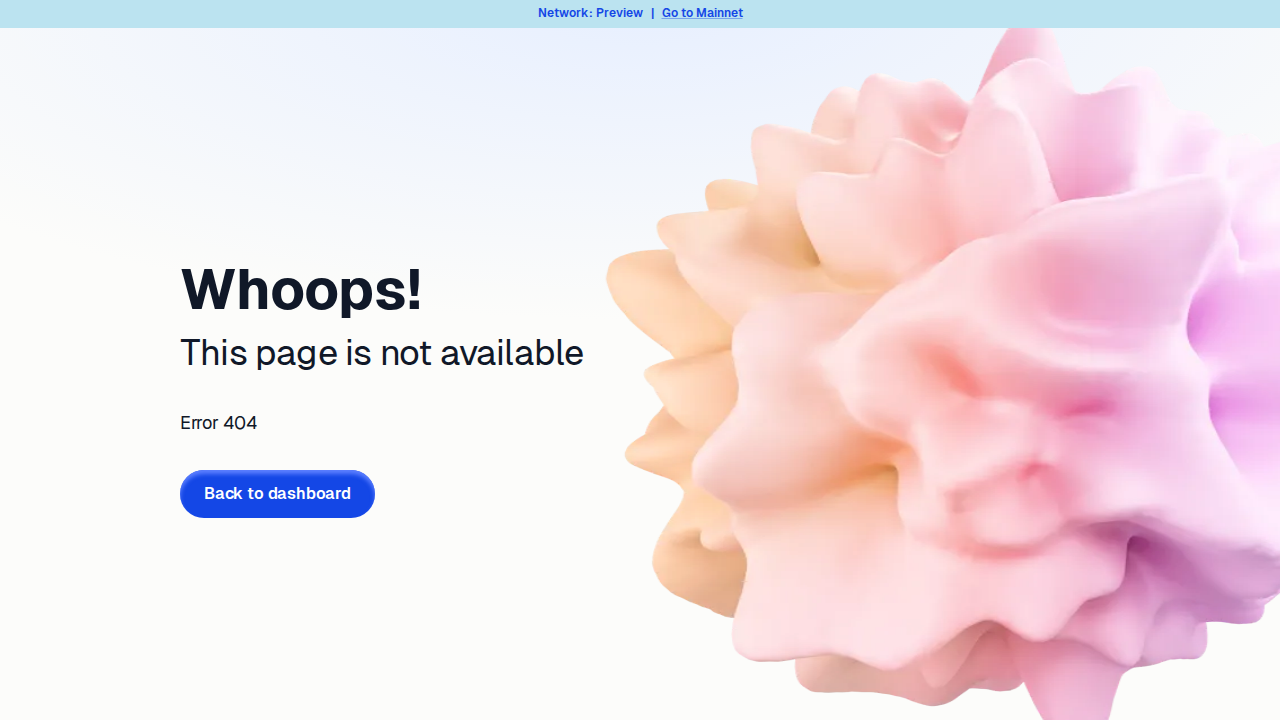 Network: Preview | Go to Mainnet
Whoops!
This page is not available
Error 404
Back to dashboard